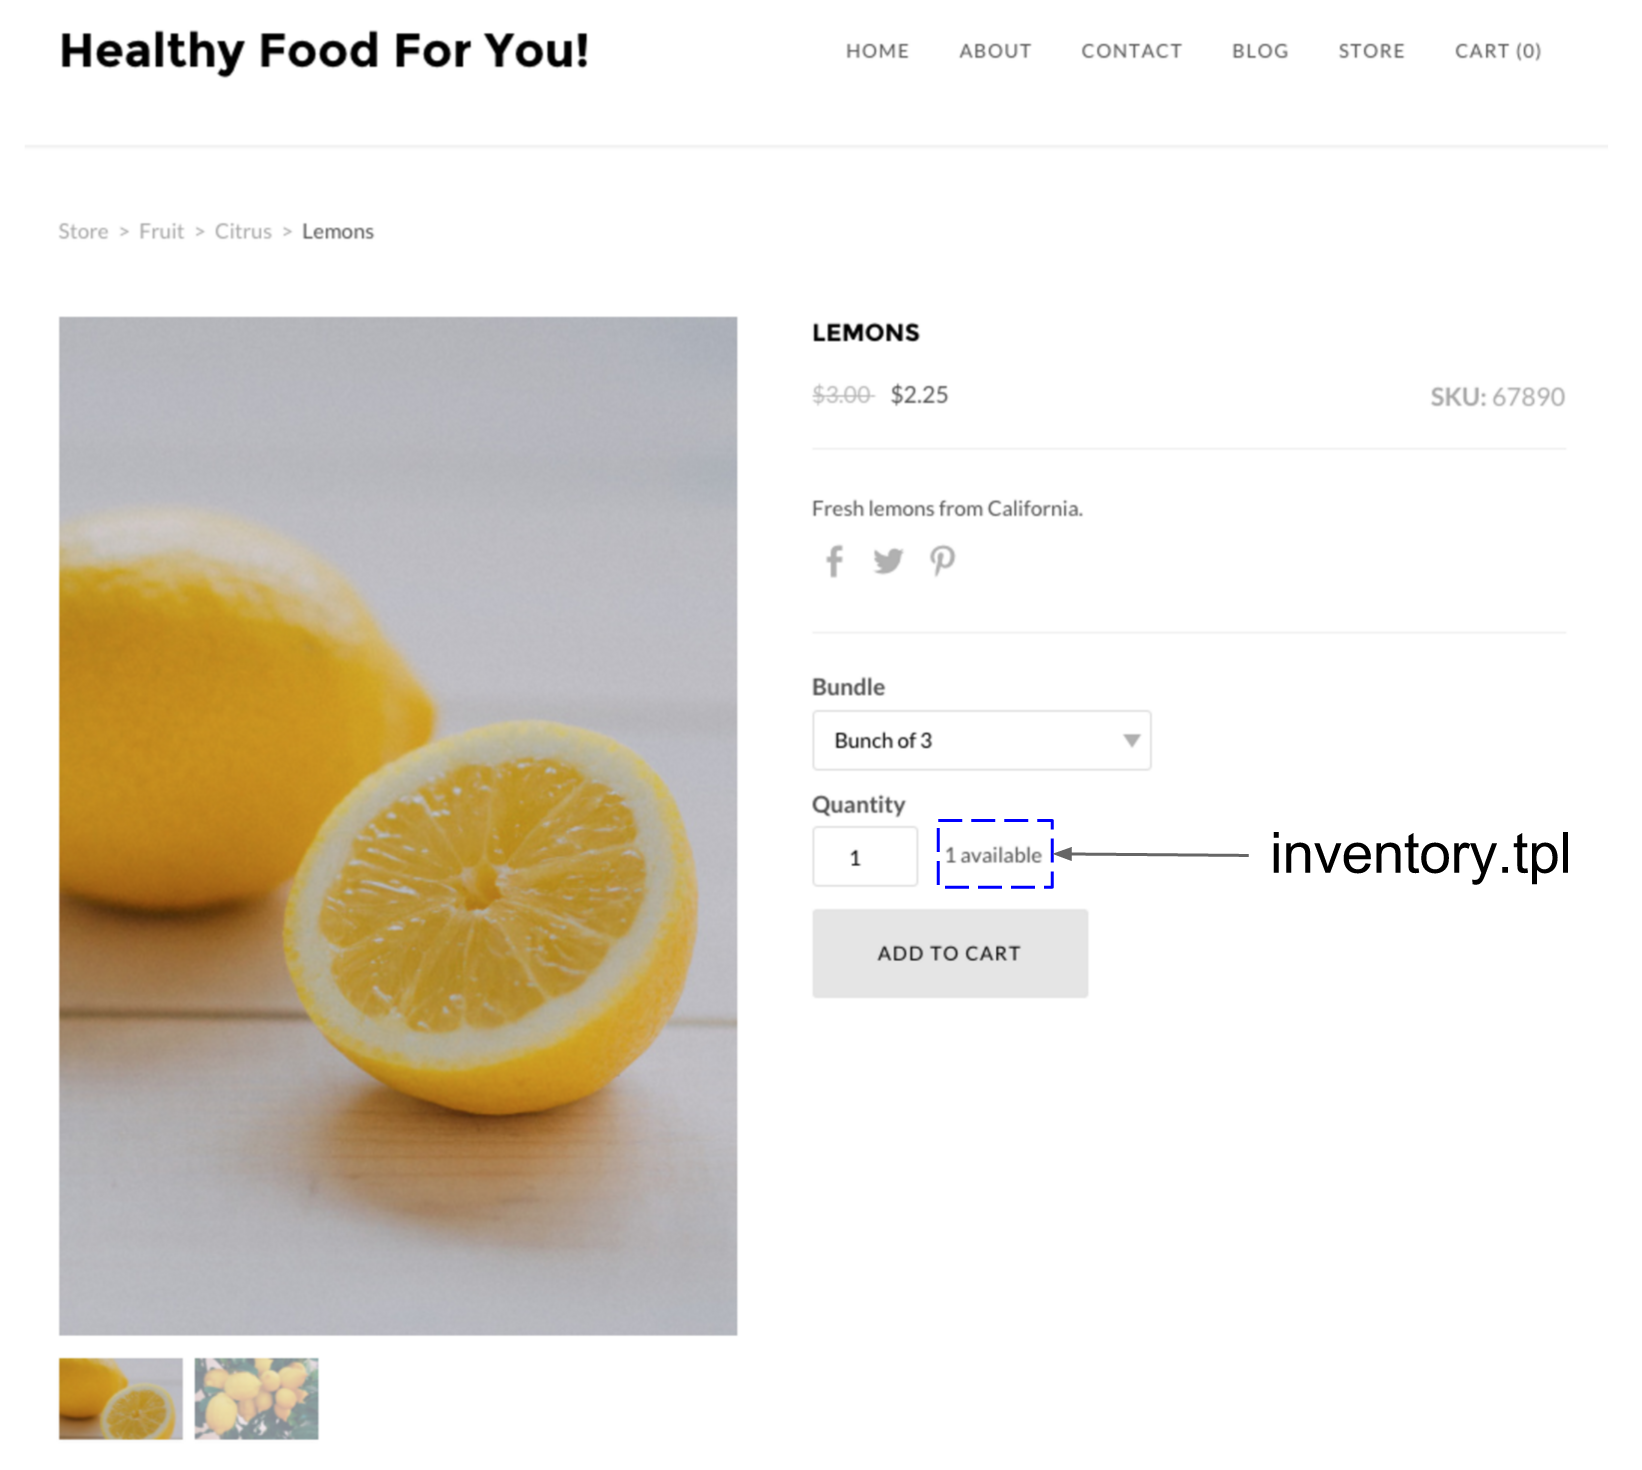 Healthy Food For You!
HOME ABOUT CONTACT BLOG STORE CART (0)
Store > Fruit > Citrus > Lemons
LEMONS
$3.00 $2.25
SKU: 67890
Fresh lemons from California.
Bundle
Bunch of 3
Quantity
1
1 available
inventory.tpl
ADD TO CART